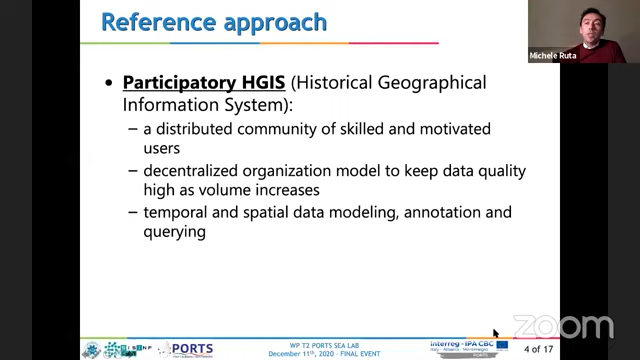 Reference approach
Michele Ruta
• Participatory HGIS (Historical Geographical
Information System):
– a distributed community of skilled and motivated
users
– decentralized organization model to keep data quality
high as volume increases
– temporal and spatial data modeling, annotation and
querying
zoom
PORTS
WP T2 PORTS SEA LAB
December 11th, 2020 – FINAL EVENT
Interreg - IPA CBC
Italy - Albania - Montenegro
PORTS
4 of 17